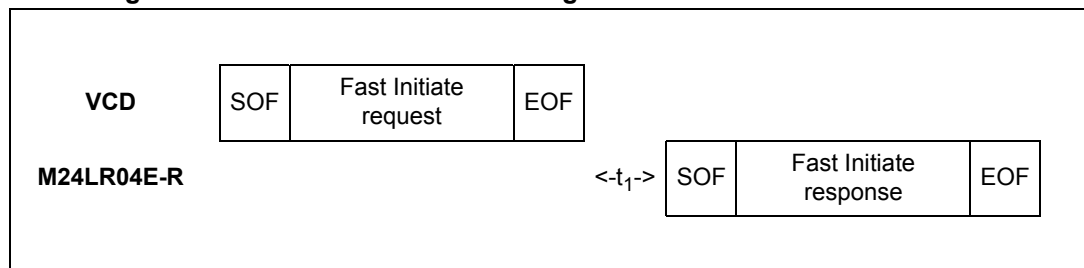 VCD SOF Fast Initiate request EOF
M24LR04E-R <-t1-> SOF Fast Initiate response EOF